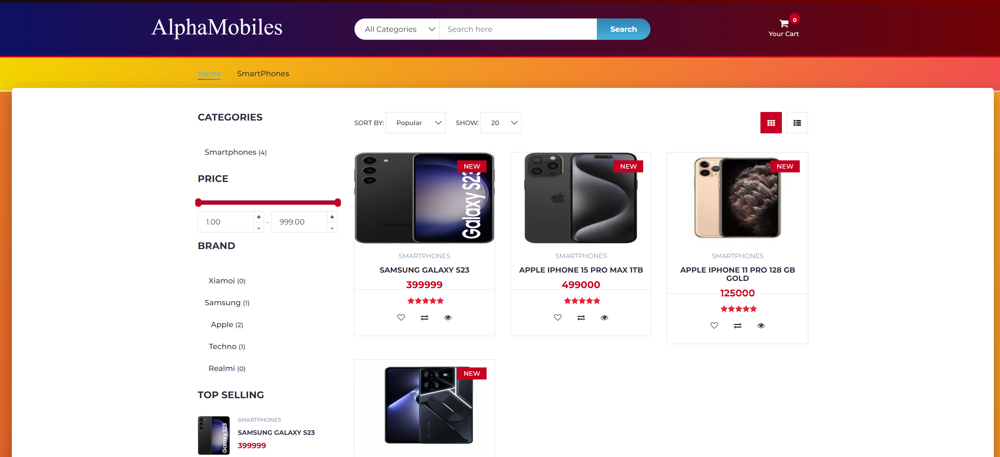 AlphaMobiles
All Categories
Search here
Search
0
Your Cart
Home
SmartPhones
CATEGORIES
Smartphones (4)
PRICE
1.00
+
-
-
999.00
+
-
BRAND
Xiamoi (0)
Samsung (1)
Apple (2)
Techno (1)
Realmi (0)
TOP SELLING
Galaxy S23
SMARTPHONES
SAMSUNG GALAXY S23
399999
SORT BY:
Popular
SHOW:
20
NEW
Galaxy S23
SAMSUNG
SMARTPHONES
SAMSUNG GALAXY S23
399999
NEW
SMARTPHONES
APPLE IPHONE 15 PRO MAX 1TB
499000
NEW
SMARTPHONES
APPLE IPHONE 11 PRO 128 GB
GOLD
125000
NEW